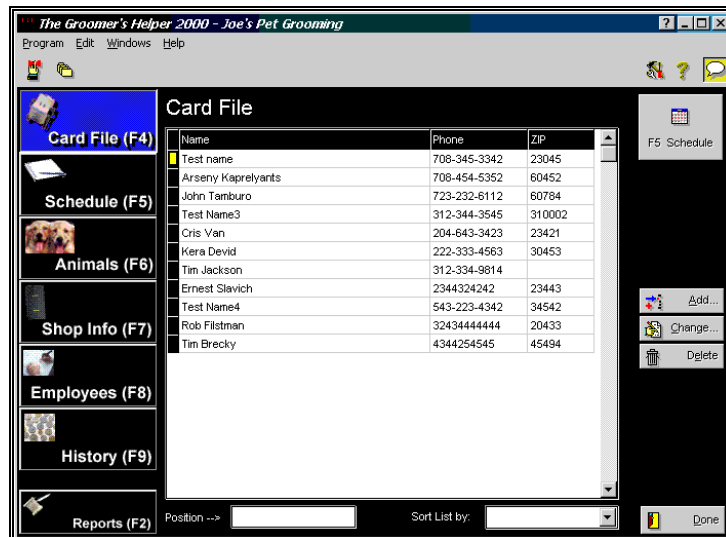 The Groomer's Helper 2000 - Joe's Pet Grooming
Program Edit Windows Help
Card File (F4)
Schedule (F5)
Animals (F6)
Shop Info (F7)
Employees (F8)
History (F9)
Reports (F2)
Card File
Name Phone ZIP
Test name 708-345-3342 23045
Arseny Kaprelyants 708-454-5352 60452
John Tamburo 723-232-6112 60784
Test Name3 312-344-3545 310002
Cris Van 204-643-3423 23421
Kera Devid 222-333-4563 30453
Tim Jackson 312-334-9814
Ernest Slavich 2344324242 23443
Test Name4 543-223-4342 34542
Rob Filstman 32434444444 20433
Tim Brecky 4344254545 45494
Position --> Sort List by:
F5 Schedule
Add...
Change...
Delete
Done